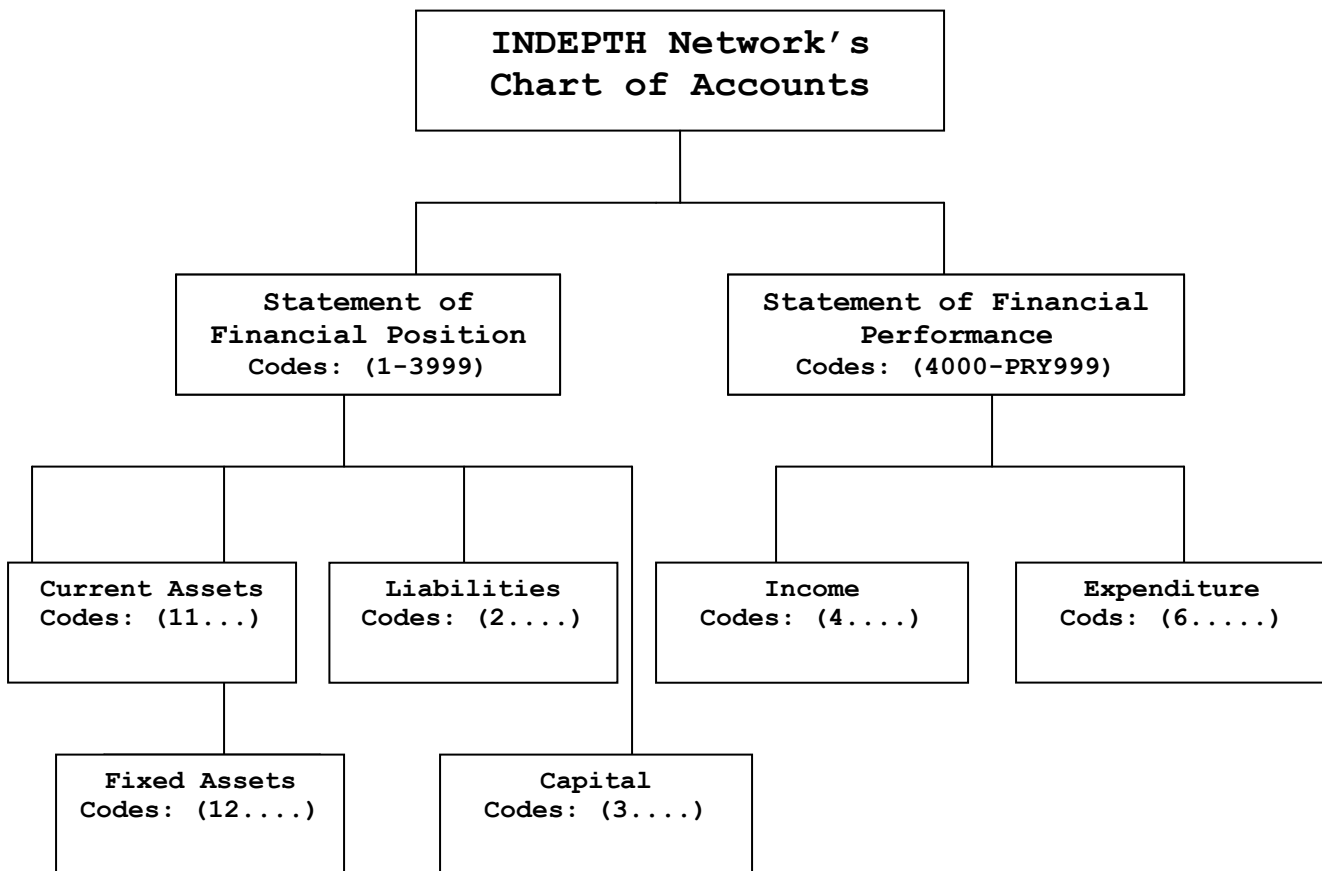 INDEPTH Network’s
Chart of Accounts
Statement of
Financial Position
Codes: (1-3999)
Statement of Financial
Performance
Codes: (4000-PRY999)
Current Assets
Codes: (11...)
Liabilities
Codes: (2....)
Income
Codes: (4....)
Expenditure
Cods: (6.....)
Fixed Assets
Codes: (12....)
Capital
Codes: (3....)